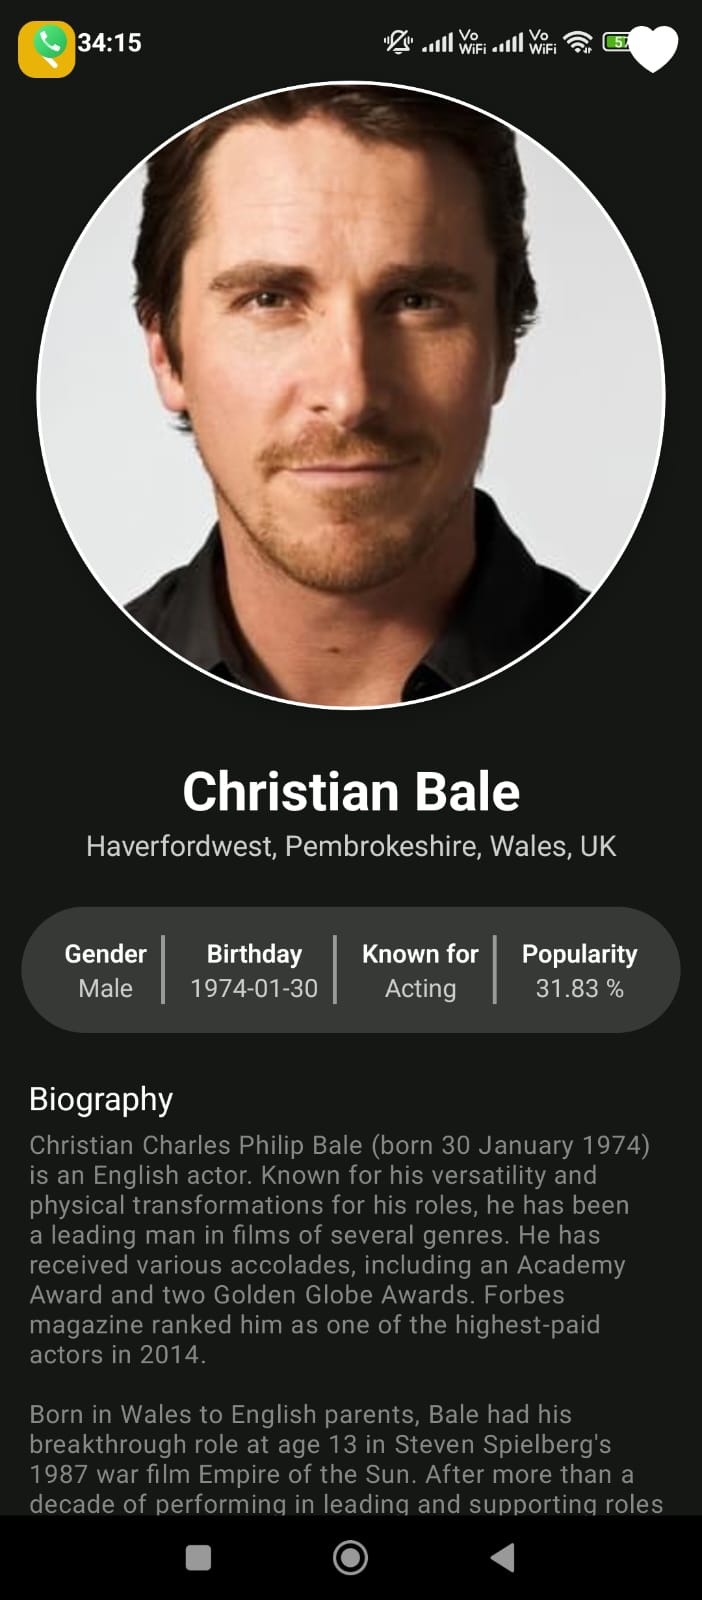 34:15
Vo
WiFi
Vo
WiFi
57
Christian Bale
Haverfordwest, Pembrokeshire, Wales, UK
Gender Birthday Known for Popularity
Male 1974-01-30 Acting 31.83 %
Biography
Christian Charles Philip Bale (born 30 January 1974)
is an English actor. Known for his versatility and
physical transformations for his roles, he has been
a leading man in films of several genres. He has
received various accolades, including an Academy
Award and two Golden Globe Awards. Forbes
magazine ranked him as one of the highest-paid
actors in 2014.
Born in Wales to English parents, Bale had his
breakthrough role at age 13 in Steven Spielberg's
1987 war film Empire of the Sun. After more than a
decade of performing in leading and supporting roles